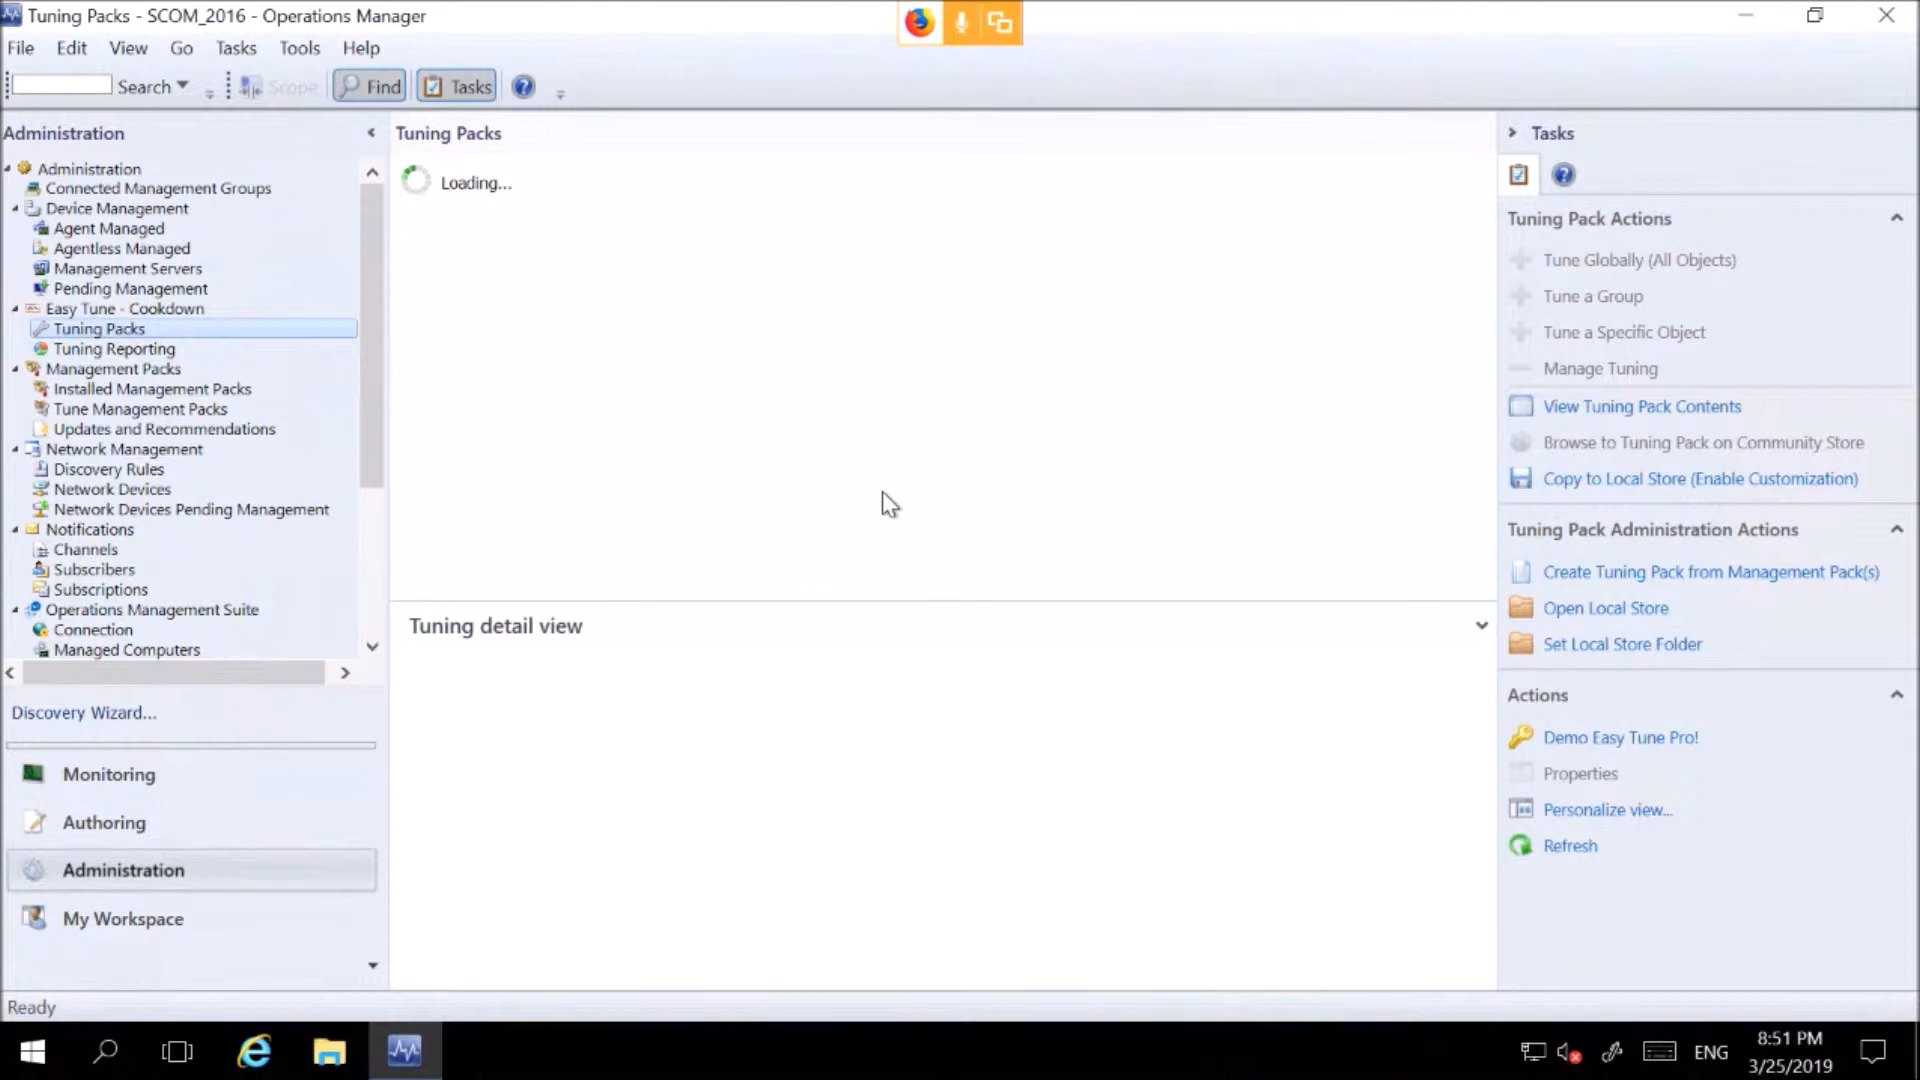 Tuning Packs - SCOM_2016 - Operations Manager
File Edit View Go Tasks Tools Help
Search Scope Find Tasks
Administration
Administration
Connected Management Groups
Device Management
Agent Managed
Agentless Managed
Management Servers
Pending Management
Easy Tune - Cookdown
Tuning Packs
Tuning Reporting
Management Packs
Installed Management Packs
Tune Management Packs
Updates and Recommendations
Network Management
Discovery Rules
Network Devices
Network Devices Pending Management
Notifications
Channels
Subscribers
Subscriptions
Operations Management Suite
Connection
Managed Computers
Discovery Wizard...
Monitoring
Authoring
Administration
My Workspace
Tuning Packs
Loading...
Tuning detail view
Tasks
Tuning Pack Actions
Tune Globally (All Objects)
Tune a Group
Tune a Specific Object
Manage Tuning
View Tuning Pack Contents
Browse to Tuning Pack on Community Store
Copy to Local Store (Enable Customization)
Tuning Pack Administration Actions
Create Tuning Pack from Management Pack(s)
Open Local Store
Set Local Store Folder
Actions
Demo Easy Tune Pro!
Properties
Personalize view...
Refresh
Ready
ENG
8:51 PM
3/25/2019